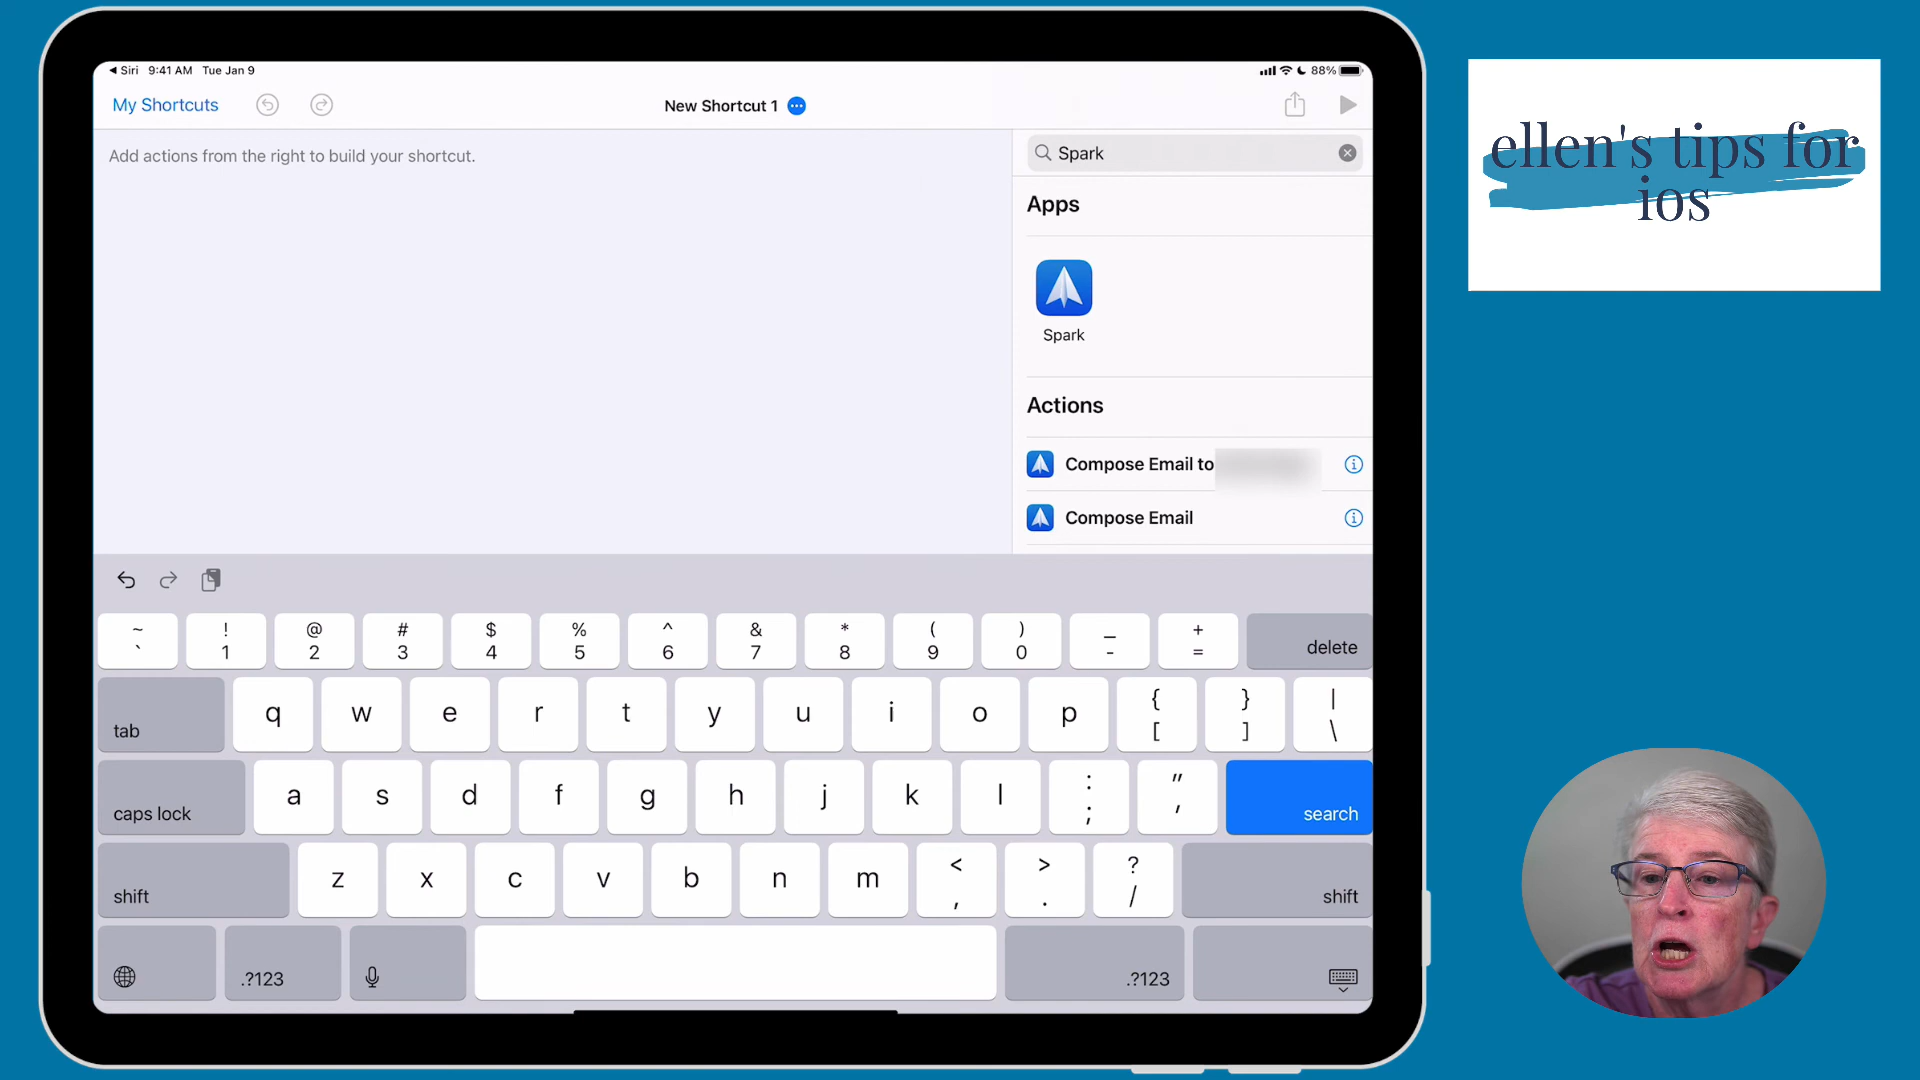 Siri 9:41 AM Tue Jan 9
88%
My Shortcuts
New Shortcut 1
Add actions from the right to build your shortcut.
Spark
Apps
Spark
Actions
Compose Email to
Compose Email
~ ! @ # $ % ^ & * ( ) _ +
` 1 2 3 4 5 6 7 8 9 0 - = delete
tab q w e r t y u i o p { [ } ] | \
caps lock a s d f g h j k l : ; " ' search
shift z x c v b n m < , > . ? / shift
.?123 .?123
ellen's tips for
ios